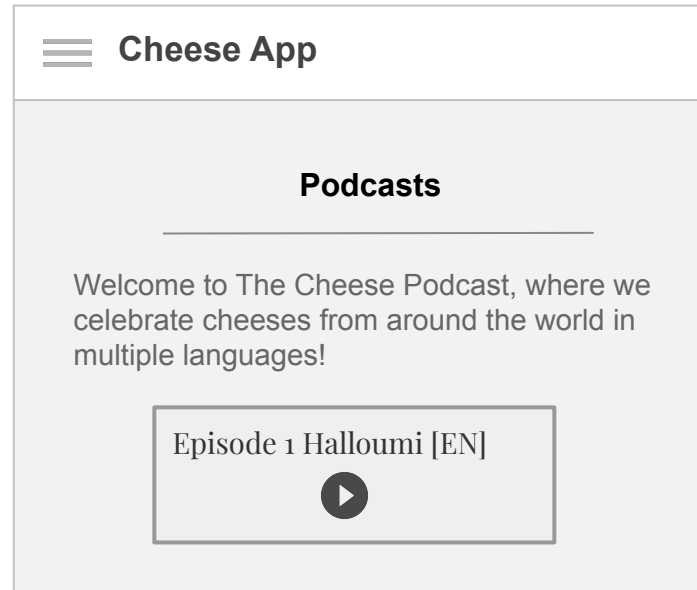 Cheese App
Podcasts
Welcome to The Cheese Podcast, where we
celebrate cheeses from around the world in
multiple languages!
Episode 1 Halloumi [EN]